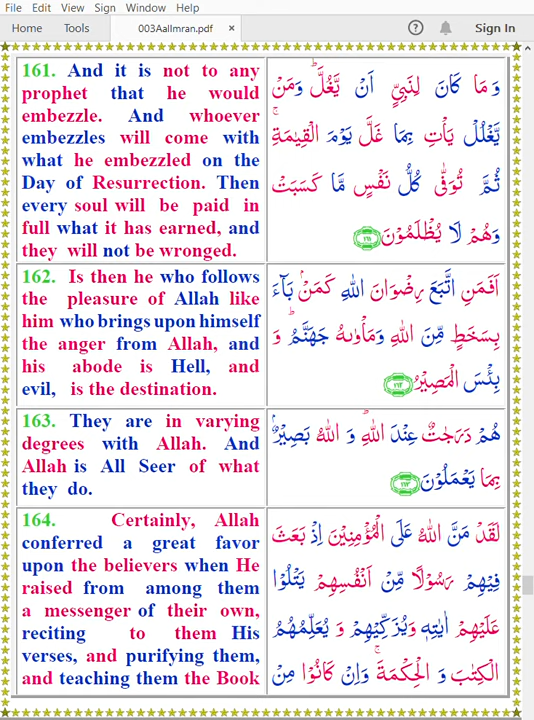 File Edit View Sign Window Help
Home Tools 003AalImran.pdf × ? Sign In
161. And it is not to any
prophet that he would
embezzle. And whoever
embezzles will come with
what he embezzled on the
Day of Resurrection. Then
every soul will be paid in
full what it has earned, and
they will not be wronged.
وَ مَا كَانَ لِنَبِيٍّ اَنْ يَّغُلَّ ؕ وَمَنْ
يَّغْلُلْ يَاْتِ بِمَا غَلَّ يَوْمَ الْقِيٰمَةِ ۚ
ثُمَّ تُوَفّٰى كُلُّ نَفْسٍ مَّا كَسَبَتْ
وَهُمْ لَا يُظْلَمُوْنَ ۝۱۶۱
162. Is then he who follows
the pleasure of Allah like
him who brings upon himself
the anger from Allah, and
his abode is Hell, and
evil, is the destination.
اَفَمَنِ اتَّبَعَ رِضْوَانَ اللّٰهِ كَمَنْۢ بَآءَ
بِسَخَطٍ مِّنَ اللّٰهِ وَمَاْوٰىهُ جَهَنَّمُ ؕ وَ
بِئْسَ الْمَصِيْرُ ۝۱۶۲
163. They are in varying
degrees with Allah. And
Allah is All Seer of what
they do.
هُمْ دَرَجٰتٌ عِنْدَ اللّٰهِ ؕ وَ اللّٰهُ بَصِيْرٌۢ
بِمَا يَعْمَلُوْنَ ۝۱۶۳
164. Certainly, Allah
conferred a great favor
upon the believers when He
raised from among them
a messenger of their own,
reciting to them His
verses, and purifying them,
and teaching them the Book
لَقَدْ مَنَّ اللّٰهُ عَلَى الْمُؤْمِنِيْنَ اِذْ بَعَثَ
فِيْهِمْ رَسُوْلًا مِّنْ اَنْفُسِهِمْ يَتْلُوْا
عَلَيْهِمْ اٰيٰتِهٖ وَيُزَكِّيْهِمْ وَ يُعَلِّمُهُمُ
الْكِتٰبَ وَ الْحِكْمَةَ ۚ وَاِنْ كَانُوْا مِنْ